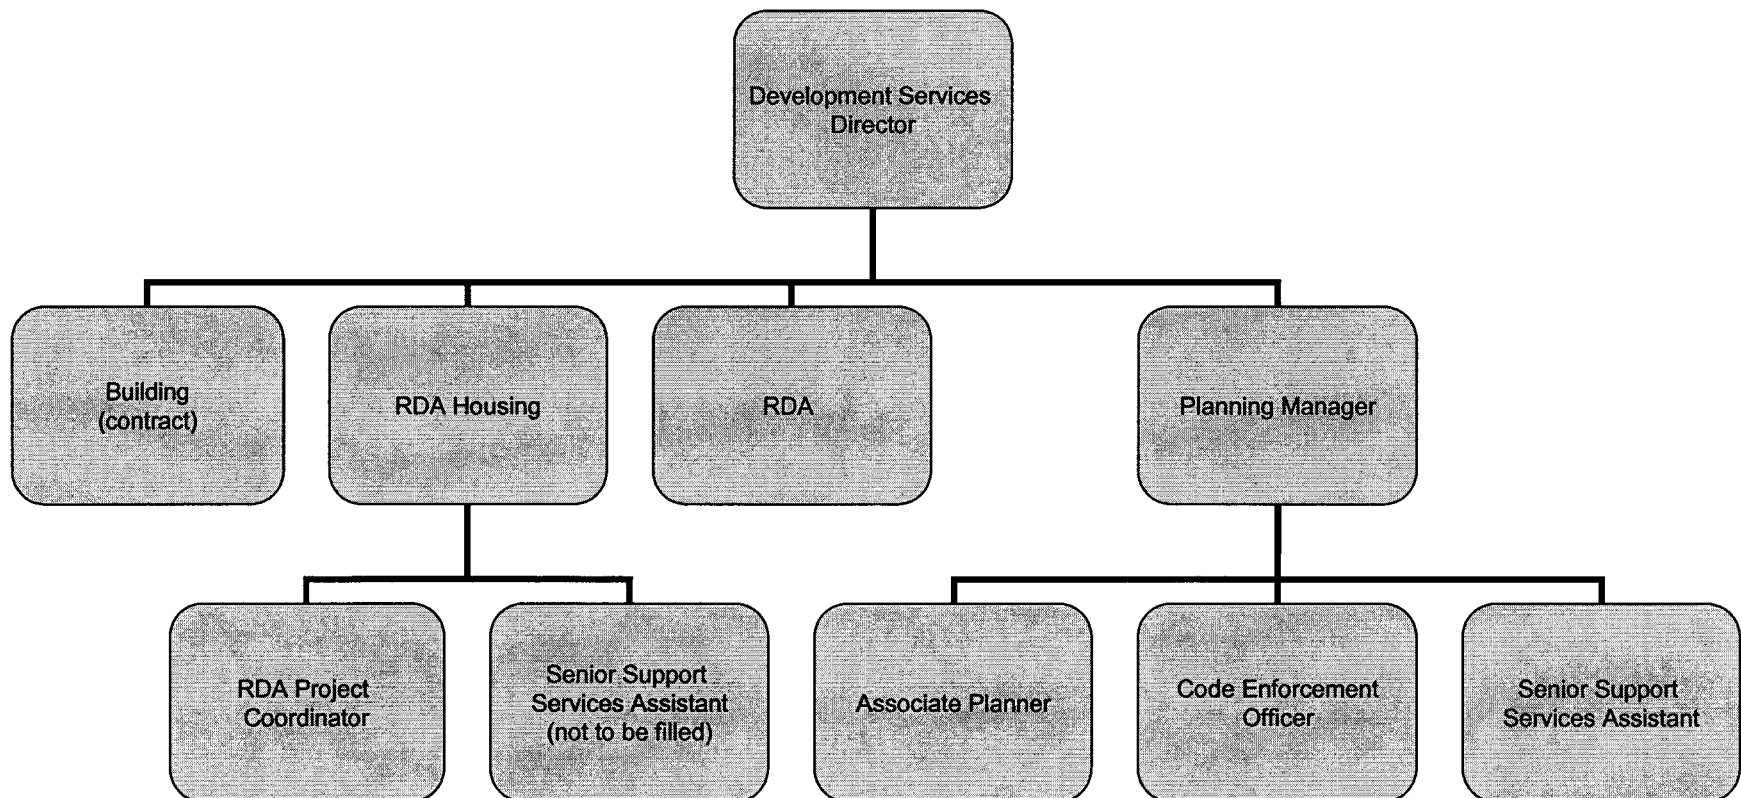 Development Services
Director
Building
(contract)
RDA Housing
RDA
Planning Manager
RDA Project
Coordinator
Senior Support
Services Assistant
(not to be filled)
Associate Planner
Code Enforcement
Officer
Senior Support
Services Assistant